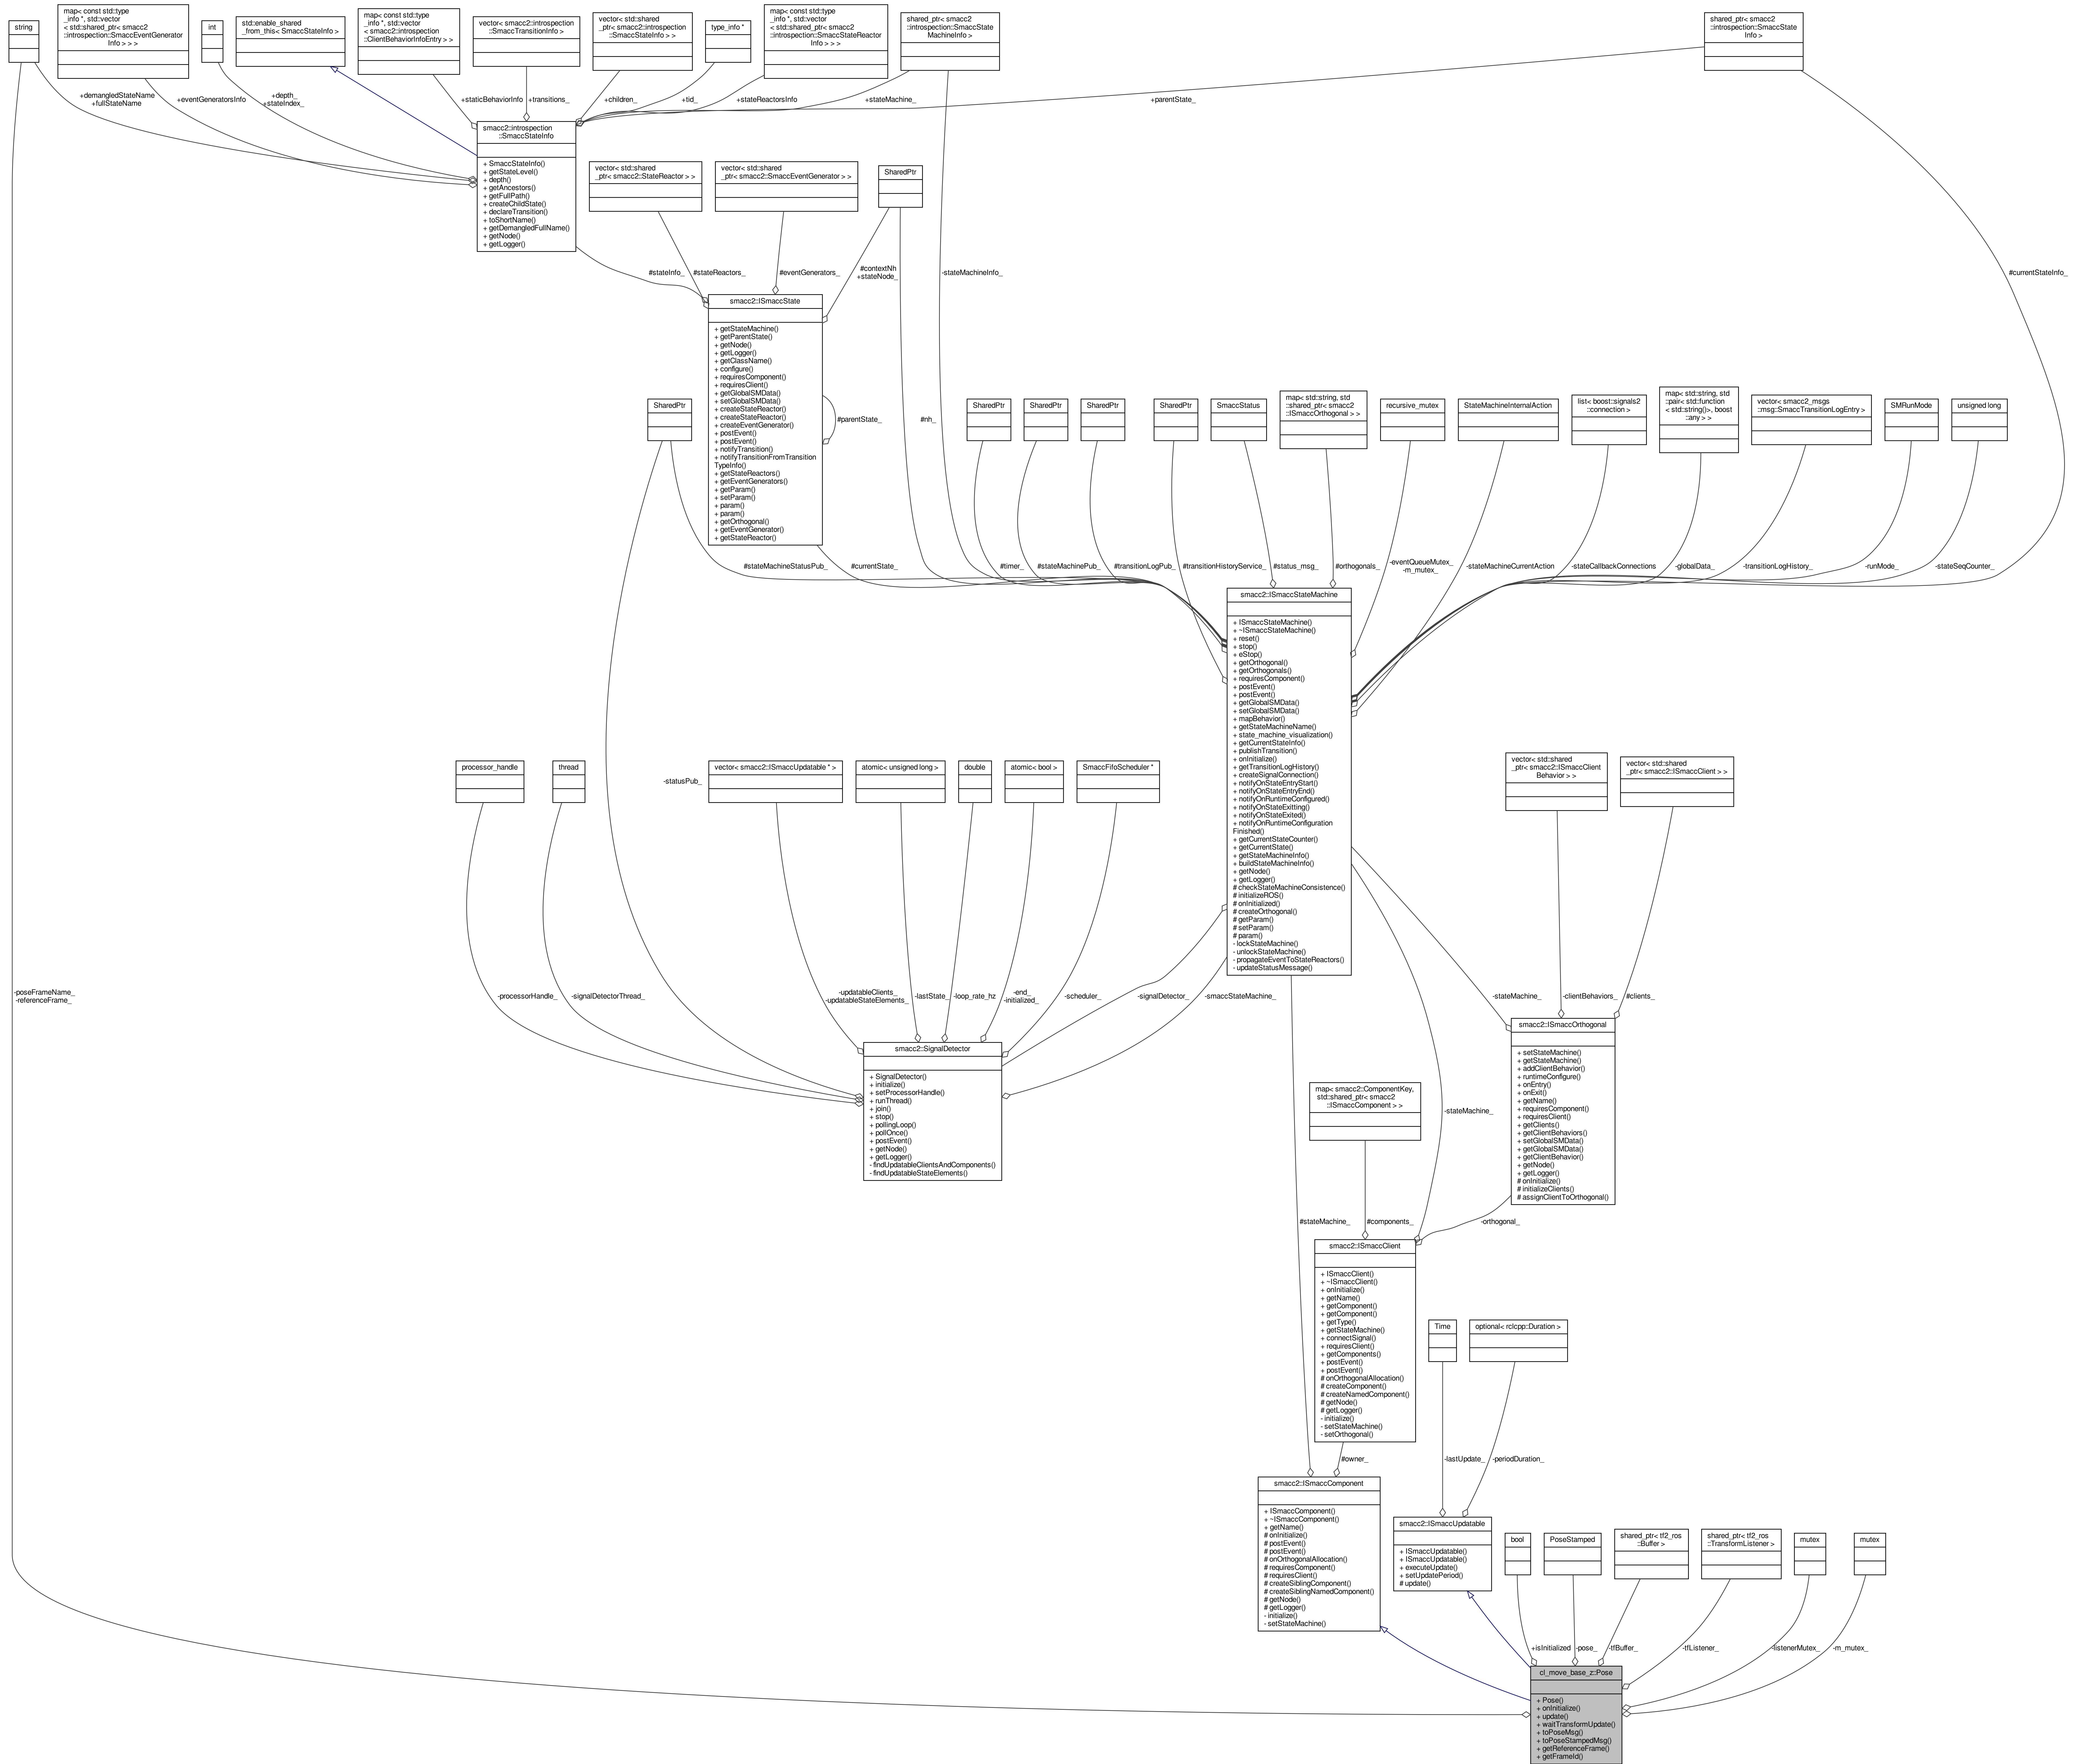 string
map< const std::type
_info *, std::vector
< std::shared_ptr< smacc2
::introspection::SmaccEventGenerator
Info > > >
int
std::enable_shared
_from_this< SmaccStateInfo >
map< const std::type
_info *, std::vector
< smacc2::introspection
::ClientBehaviorInfoEntry > >
vector< smacc2::introspection
::SmaccTransitionInfo >
vector< std::shared
_ptr< smacc2::introspection
::SmaccStateInfo > >
type_info *
map< const std::type
_info *, std::vector
< std::shared_ptr< smacc2
::introspection::SmaccStateReactor
Info > > >
shared_ptr< smacc2
::introspection::SmaccState
MachineInfo >
shared_ptr< smacc2
::introspection::SmaccState
Info >
+demangledStateName
+fullStateName
+eventGeneratorsInfo
+depth_
+stateIndex_
+staticBehaviorInfo
+transitions_
+children_
+tid_
+stateReactorsInfo
+stateMachine_
+parentState_
smacc2::introspection
::SmaccStateInfo
+ SmaccStateInfo()
+ getStateLevel()
+ depth()
+ getAncestors()
+ getFullPath()
+ createChildState()
+ declareTransition()
+ toShortName()
+ getDemangledFullName()
+ getNode()
+ getLogger()
vector< std::shared
_ptr< smacc2::StateReactor > >
vector< std::shared
_ptr< smacc2::SmaccEventGenerator > >
SharedPtr
#stateInfo_
#stateReactors_
#eventGenerators_
#contextNh
+stateNode_
-stateMachineInfo_
#currentStateInfo_
smacc2::ISmaccState
+ getStateMachine()
+ getParentState()
+ getNode()
+ getLogger()
+ getClassName()
+ configure()
+ requiresComponent()
+ requiresClient()
+ getGlobalSMData()
+ setGlobalSMData()
+ createStateReactor()
+ createStateReactor()
+ createEventGenerator()
+ postEvent()
+ postEvent()
+ notifyTransition()
+ notifyTransitionFromTransition
TypeInfo()
+ getStateReactors()
+ getEventGenerators()
+ getParam()
+ setParam()
+ param()
+ param()
+ getOrthogonal()
+ getEventGenerator()
+ getStateReactor()
#parentState_
#nh_
SharedPtr
SharedPtr
SharedPtr
SharedPtr
SharedPtr
SmaccStatus
map< std::string, std
::shared_ptr< smacc2
::ISmaccOrthogonal > >
recursive_mutex
StateMachineInternalAction
list< boost::signals2
::connection >
map< std::string, std
::pair< std::function
< std::string()>, boost
::any > >
vector< smacc2_msgs
::msg::SmaccTransitionLogEntry >
SMRunMode
unsigned long
#stateMachineStatusPub_
#currentState_
#timer_
#stateMachinePub_
#transitionLogPub_
#transitionHistoryService_
#status_msg_
#orthogonals_
-eventQueueMutex_
-m_mutex_
-stateMachineCurrentAction
-stateCallbackConnections
-globalData_
-transitionLogHistory_
-runMode_
-stateSeqCounter_
smacc2::ISmaccStateMachine
+ ISmaccStateMachine()
+ ~ISmaccStateMachine()
+ reset()
+ stop()
+ eStop()
+ getOrthogonal()
+ getOrthogonals()
+ requiresComponent()
+ postEvent()
+ postEvent()
+ getGlobalSMData()
+ setGlobalSMData()
+ mapBehavior()
+ getStateMachineName()
+ state_machine_visualization()
+ getCurrentStateInfo()
+ publishTransition()
+ onInitialize()
+ getTransitionLogHistory()
+ createSignalConnection()
+ notifyOnStateEntryStart()
+ notifyOnStateEntryEnd()
+ notifyOnRuntimeConfigured()
+ notifyOnStateExitting()
+ notifyOnStateExited()
+ notifyOnRuntimeConfiguration
Finished()
+ getCurrentStateCounter()
+ getCurrentState()
+ getStateMachineInfo()
+ buildStateMachineInfo()
+ getNode()
+ getLogger()
# checkStateMachineConsistence()
# initializeROS()
# onInitialized()
# createOrthogonal()
# getParam()
# setParam()
# param()
- lockStateMachine()
- unlockStateMachine()
- propagateEventToStateReactors()
- updateStatusMessage()
processor_handle
thread
-statusPub_
vector< smacc2::ISmaccUpdatable * >
atomic< unsigned long >
double
atomic< bool >
SmaccFifoScheduler *
vector< std::shared
_ptr< smacc2::ISmaccClient
Behavior > >
vector< std::shared
_ptr< smacc2::ISmaccClient > >
-poseFrameName_
-referenceFrame_
-processorHandle_
-signalDetectorThread_
-updatableClients_
-updatableStateElements_
-lastState_
-loop_rate_hz
-end_
-initialized_
-scheduler_
-signalDetector_
-smaccStateMachine_
-stateMachine_
-clientBehaviors_
#clients_
smacc2::SignalDetector
+ SignalDetector()
+ initialize()
+ setProcessorHandle()
+ runThread()
+ join()
+ stop()
+ pollingLoop()
+ pollOnce()
+ postEvent()
+ getNode()
+ getLogger()
- findUpdatableClientsAndComponents()
- findUpdatableStateElements()
smacc2::ISmaccOrthogonal
+ setStateMachine()
+ getStateMachine()
+ addClientBehavior()
+ runtimeConfigure()
+ onEntry()
+ onExit()
+ getName()
+ requiresComponent()
+ requiresClient()
+ getClients()
+ getClientBehaviors()
+ setGlobalSMData()
+ getGlobalSMData()
+ getClientBehavior()
+ getNode()
+ getLogger()
# onInitialize()
# initializeClients()
# assignClientToOrthogonal()
map< smacc2::ComponentKey,
std::shared_ptr< smacc2
::ISmaccComponent > >
-stateMachine_
#stateMachine_
#components_
-orthogonal_
smacc2::ISmaccClient
+ ISmaccClient()
+ ~ISmaccClient()
+ onInitialize()
+ getName()
+ getComponent()
+ getComponent()
+ getType()
+ getStateMachine()
+ connectSignal()
+ requiresClient()
+ getComponents()
+ postEvent()
+ postEvent()
# onOrthogonalAllocation()
# createComponent()
# createNamedComponent()
# getNode()
# getLogger()
- initialize()
- setStateMachine()
- setOrthogonal()
Time
optional< rclcpp::Duration >
#owner_
-lastUpdate_
-periodDuration_
smacc2::ISmaccComponent
+ ISmaccComponent()
+ ~ISmaccComponent()
+ getName()
# onInitialize()
# postEvent()
# postEvent()
# onOrthogonalAllocation()
# requiresComponent()
# requiresClient()
# createSiblingComponent()
# createSiblingNamedComponent()
# getNode()
# getLogger()
- initialize()
- setStateMachine()
smacc2::ISmaccUpdatable
+ ISmaccUpdatable()
+ ISmaccUpdatable()
+ executeUpdate()
+ setUpdatePeriod()
# update()
bool
PoseStamped
shared_ptr< tf2_ros
::Buffer >
shared_ptr< tf2_ros
::TransformListener >
mutex
mutex
+isInitialized
-pose_
-tfBuffer_
-tfListener_
-listenerMutex_
-m_mutex_
cl_move_base_z::Pose
+ Pose()
+ onInitialize()
+ update()
+ waitTransformUpdate()
+ toPoseMsg()
+ toPoseStampedMsg()
+ getReferenceFrame()
+ getFrameId()